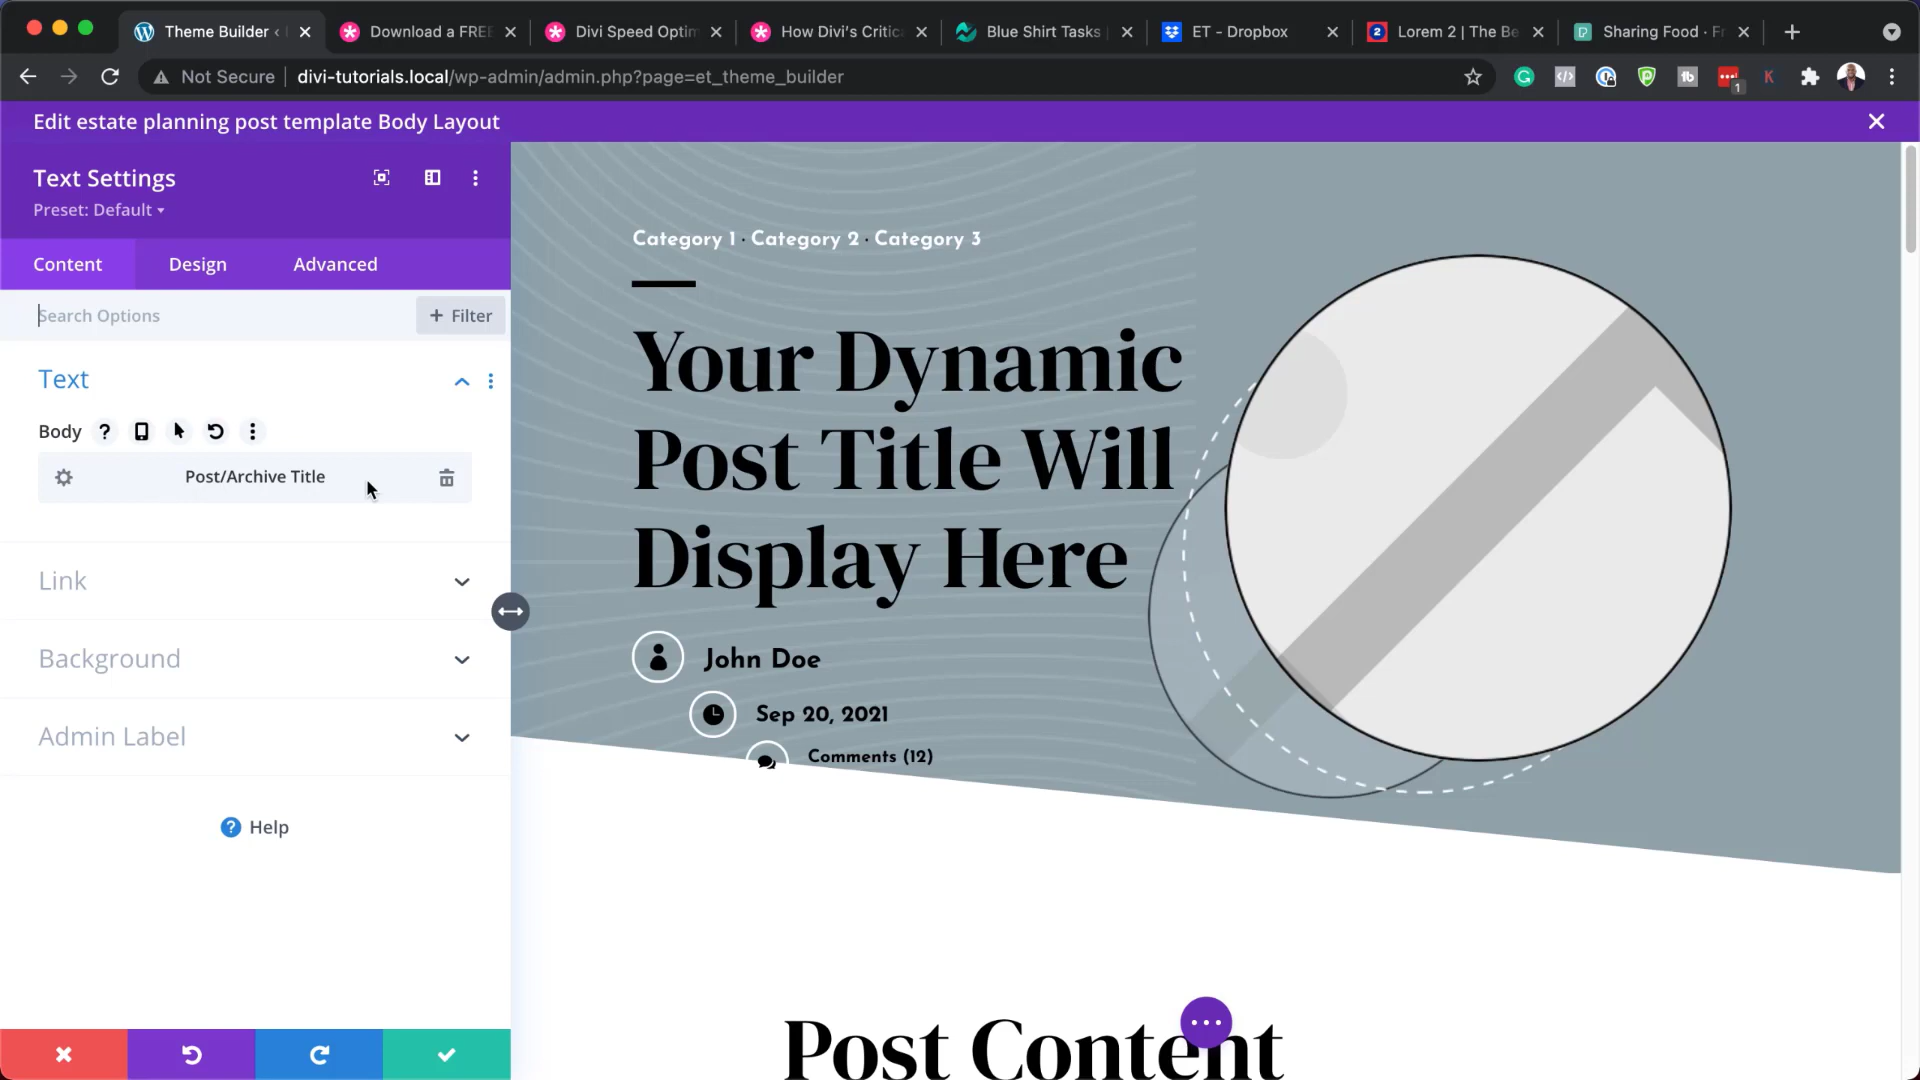 Theme Builder ‹
Download a FREE
Divi Speed Optim
How Divi's Critica
Blue Shirt Tasks
ET - Dropbox
2 Lorem 2 | The Be
Sharing Food · Fr
Not Secure divi-tutorials.local/wp-admin/admin.php?page=et_theme_builder
Edit estate planning post template Body Layout
Text Settings
Preset: Default
Content Design Advanced
Search Options + Filter
Text
Body
Post/Archive Title
Link
Background
Admin Label
Help
Category 1 · Category 2 · Category 3
Your Dynamic
Post Title Will
Display Here
John Doe
Sep 20, 2021
Comments (12)
Post Content